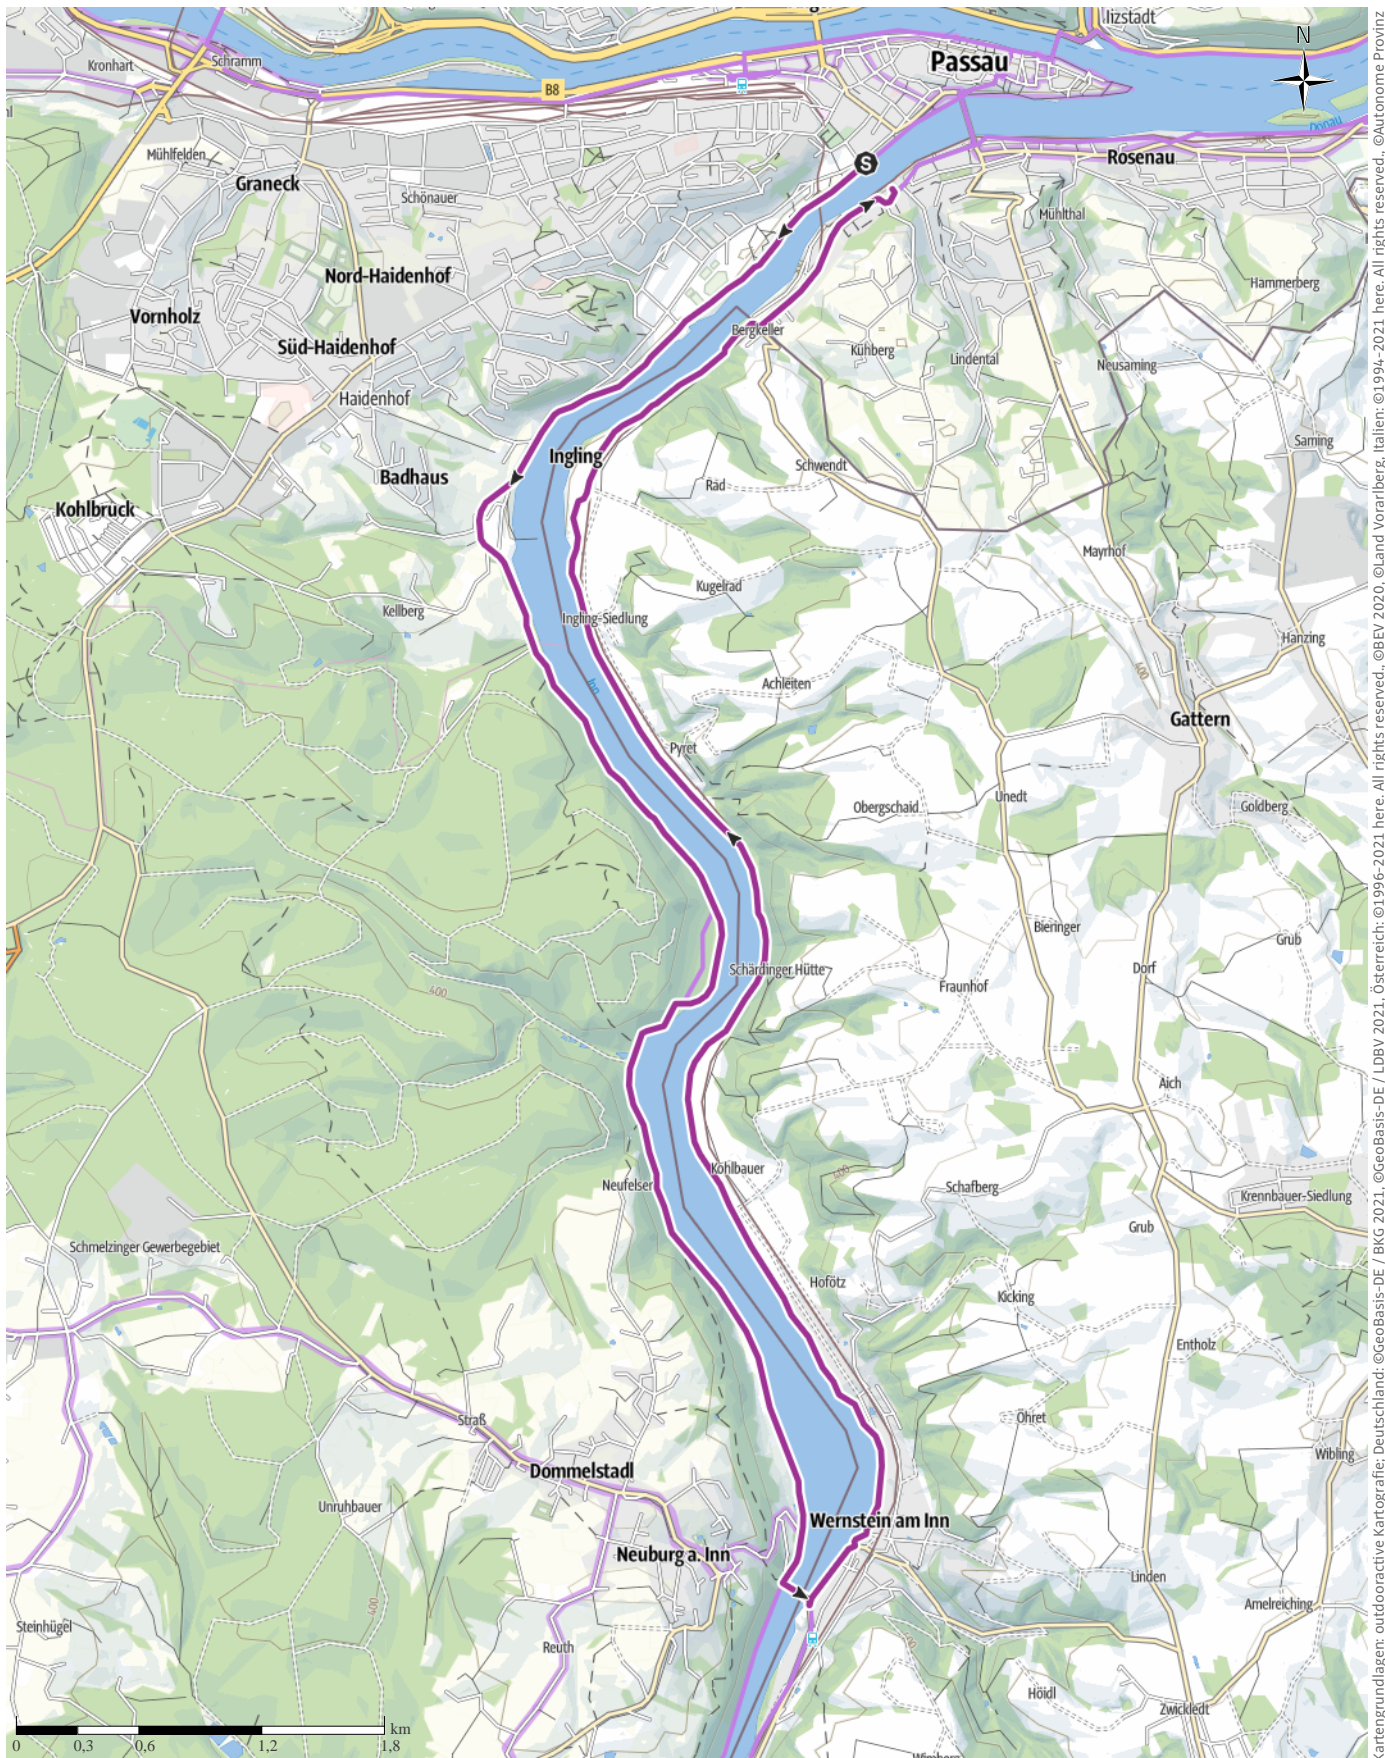 Ilzstadt
N
Kronhart
Schramm
Passau
B8
Donau
Mühlfelden
S
Rosenau
Graneck
Schönauer
Mühlthal
Nord-Haidenhof
Hammerberg
Vornholz
Bergkeller
Süd-Haidenhof
Kühberg
Lindental
Neusaming
Haidenhof
Saming
Ingling
Schwendt
Badhaus
Rad
Kohlbruck
Mayrhof
Kugelrad
Kellberg
Ingling-Siedlung
Hanzing
400
Inn
Achleiten
Gattern
Pyret
Unedt
Obergschaid
Goldberg
Bieringer
Grub
Schärdinger Hütte
Dorf
400
Fraunhof
Aich
Köhlbauer
400
Neufelser
Schafberg
Krennbauer-Siedlung
Grub
Schmelzinger Gewerbegebiet
Hofötz
Kicking
Entholz
Straß
Öhret
Wibling
Dommelstadl
Unruhbauer
Wernstein am Inn
Neuburg a. Inn
Linden
400
Amelreiching
Steinhügel
Reuth
Höidl
Zwickledt
km
0 0,3 0,6 1,2 1,8
artengrundlagen: outdooractive Kartografie; Deutschland: ©GeoBasis-DE / BKG 2021, ©GeoBasis-DE / LDBV 2021, Österreich: ©1996-2021 here. All rights reserved., ©BEV 2020, ©Land Vorarlberg, Italien: ©1994-2021 here. All rights reserved., ©Autonome Provinz